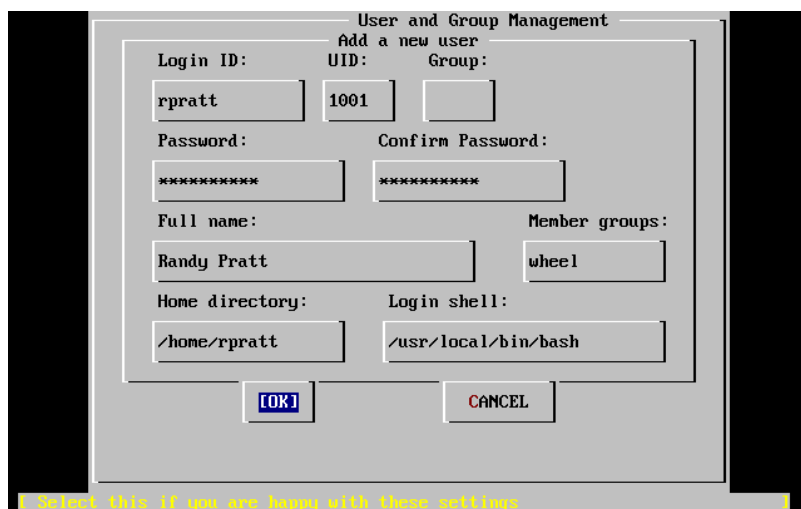 User and Group Management
Add a new user
Login ID: UID: Group:
rpratt 1001
Password: Confirm Password:
********** **********
Full name: Member groups:
Randy Pratt wheel
Home directory: Login shell:
/home/rpratt /usr/local/bin/bash
[OK] CANCEL
[ Select this if you are happy with these settings ]